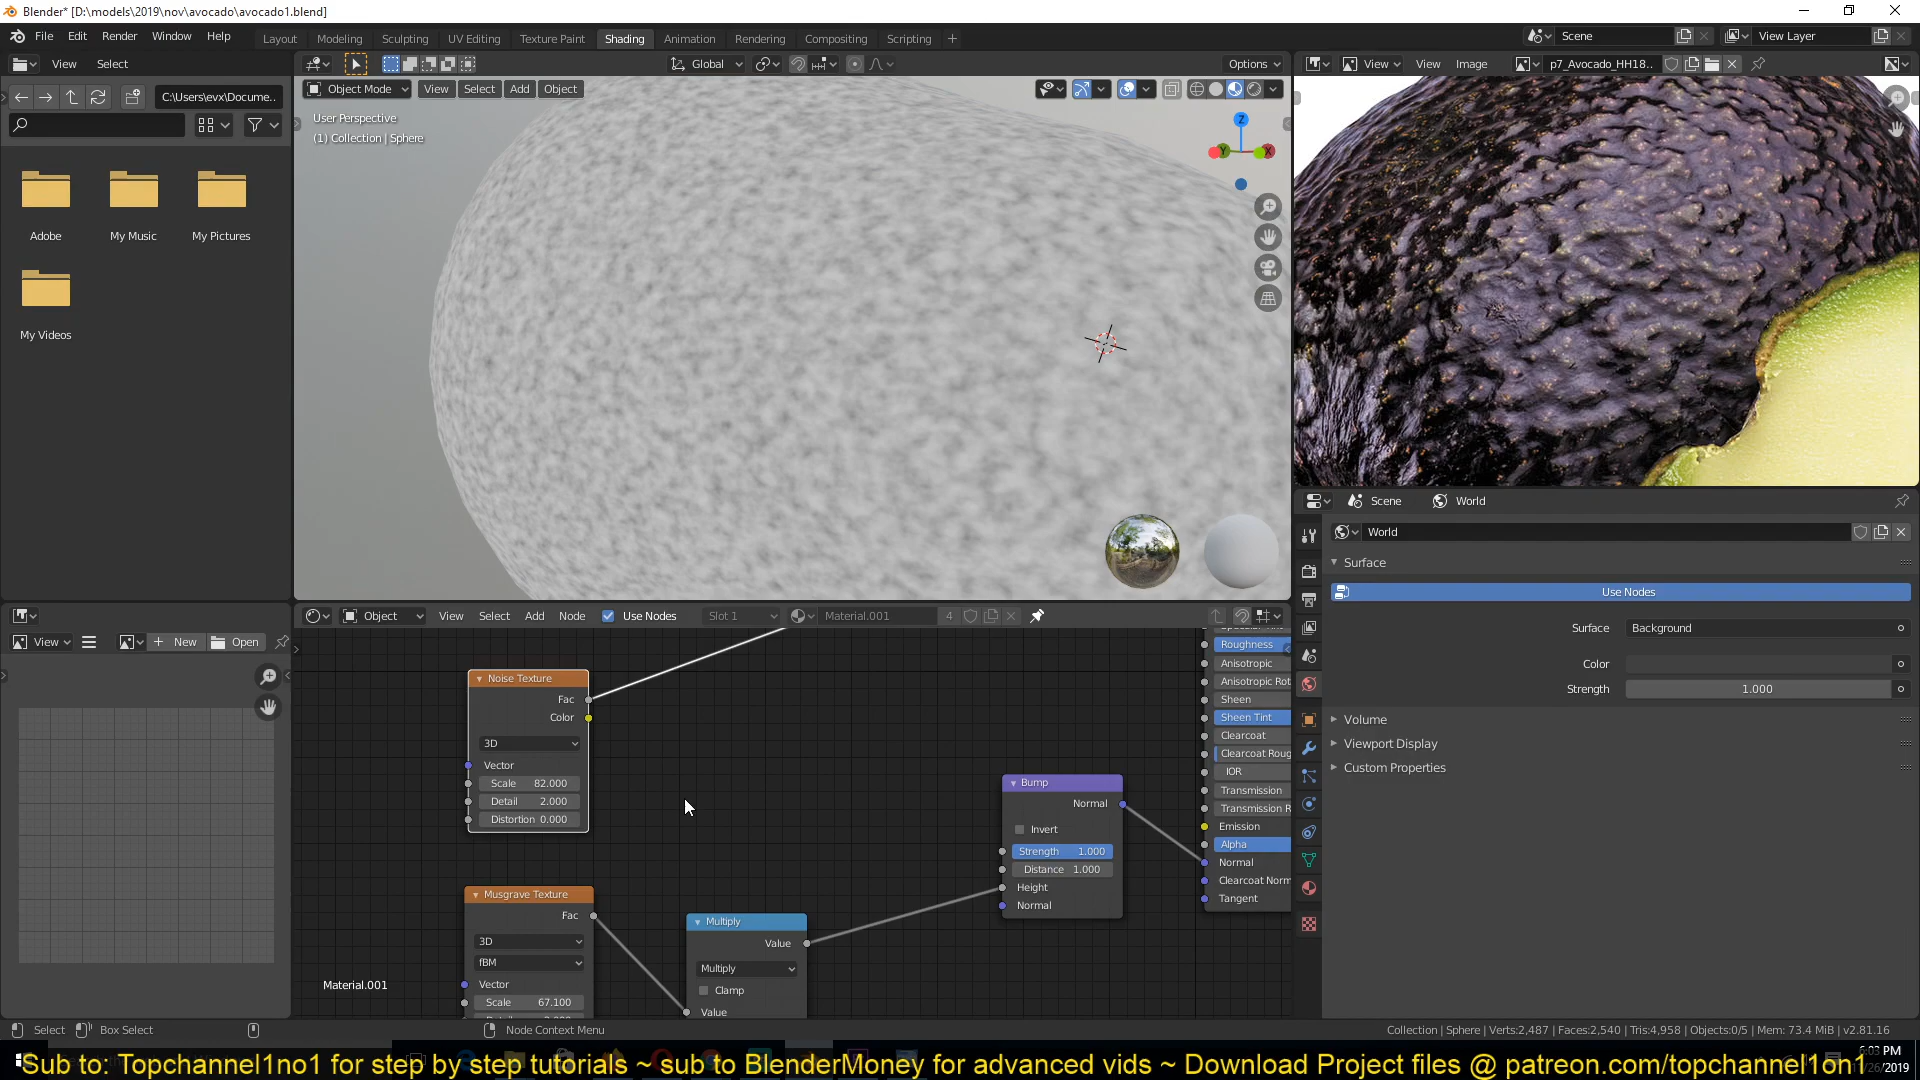 Blender* [D:\models\2019\nov\avocado\avocado1.blend]
File Edit Render Window Help Layout Modeling Sculpting UV Editing Texture Paint Shading Animation Rendering Compositing Scripting + Scene View Layer
View Select
Global
Options
View View Image p7_Avocado_HH18..
C:\Users\evx\Docume..
Object Mode View Select Add Object
User Perspective
(1) Collection | Sphere
Z
Y
X
Adobe
My Music
My Pictures
My Videos
Scene World
World
Surface
Use Nodes
Surface Background
Color
Strength 1.000
Volume
Viewport Display
Custom Properties
View New Open
Object View Select Add Node Use Nodes Slot 1 Material.001 4
Noise Texture
Fac
Color
3D
Vector
Scale 82.000
Detail 2.000
Distortion 0.000
Musgrave Texture
Fac
3D
fBM
Vector
Scale 67.100
Multiply
Value
Multiply
Clamp
Value
Bump
Normal
Invert
Strength 1.000
Distance 1.000
Height
Normal
Roughness
Anisotropic
Anisotropic Rot
Sheen
Sheen Tint
Clearcoat
Clearcoat Roug
IOR
Transmission
Transmission R
Emission
Alpha
Normal
Clearcoat Norm
Tangent
Material.001
Select Box Select Node Context Menu
Collection | Sphere | Verts:2,487 | Faces:2,540 | Tris:4,958 | Objects:0/5 | Mem: 73.4 MiB | v2.81.16
Sub to: Topchannel1no1 for step by step tutorials ~ sub to BlenderMoney for advanced vids ~ Download Project files @ patreon.com/topchannel1on1